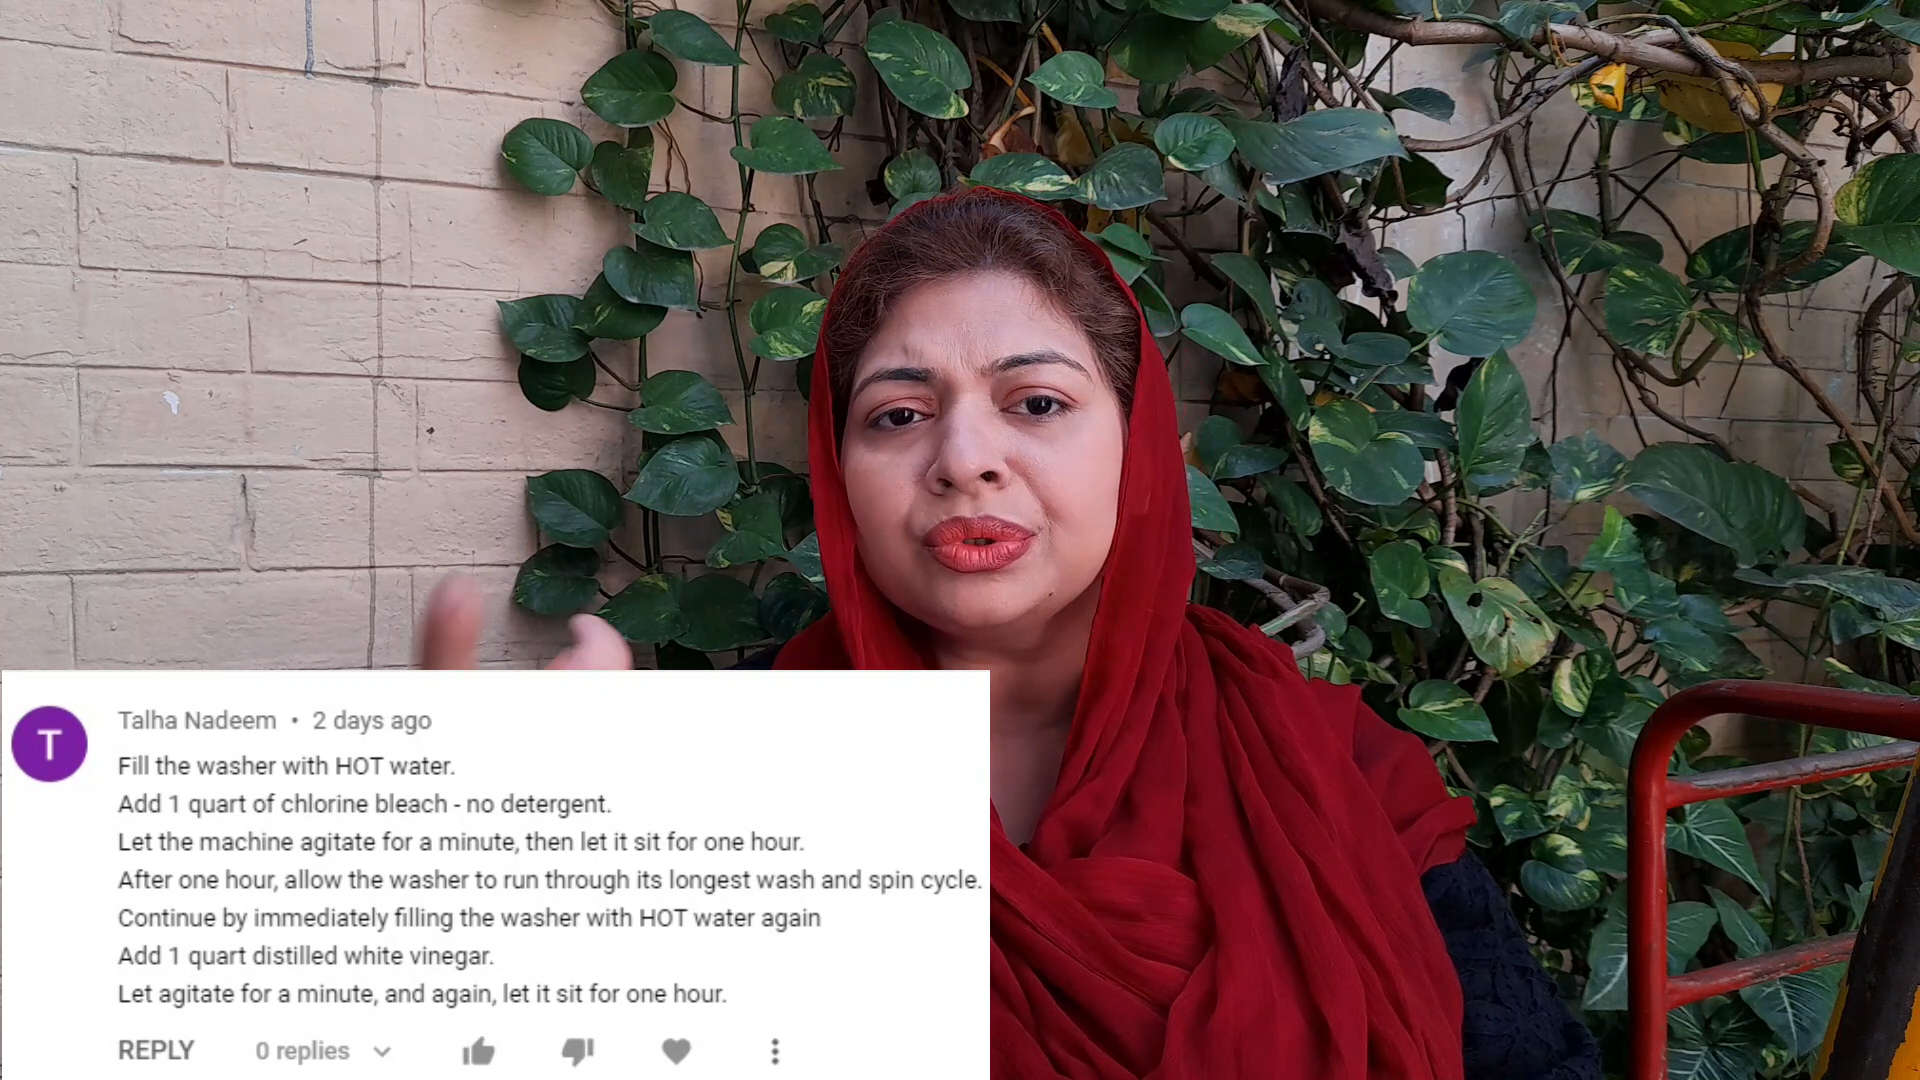 T
Talha Nadeem • 2 days ago
Fill the washer with HOT water.
Add 1 quart of chlorine bleach - no detergent.
Let the machine agitate for a minute, then let it sit for one hour.
After one hour, allow the washer to run through its longest wash and spin cycle.
Continue by immediately filling the washer with HOT water again
Add 1 quart distilled white vinegar.
Let agitate for a minute, and again, let it sit for one hour.
REPLY 0 replies